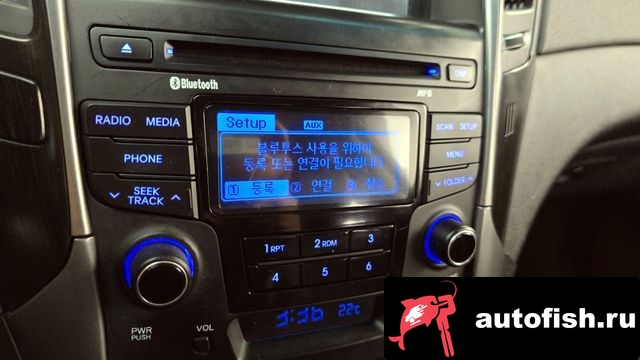 DISP
Bluetooth
MP3
RADIO MEDIA
PHONE
SEEK
TRACK
Setup AUX
블루투스 사용을 위하여
등록 또는 연결이 필요합니다
① 등록 ② 연결 ③ 취소
SCAN SETUP
MENU
FOLDER
1 RPT 2 RDM 3
4 5 6
22°C
PWR
PUSH
VOL
autofish.ru